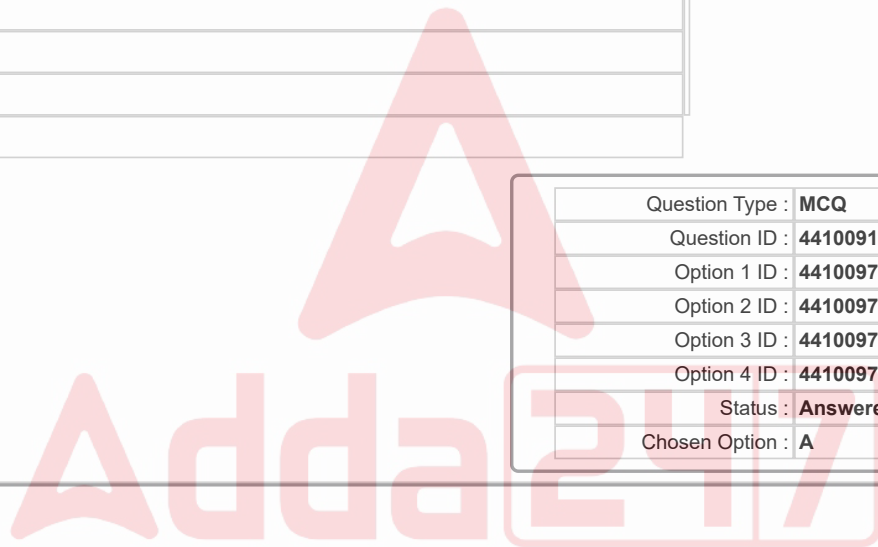 Question Type : MCQ
Question ID : 4410091
Option 1 ID : 4410097
Option 2 ID : 4410097
Option 3 ID : 4410097
Option 4 ID : 4410097
Status : Answere
Chosen Option : A
Adda247